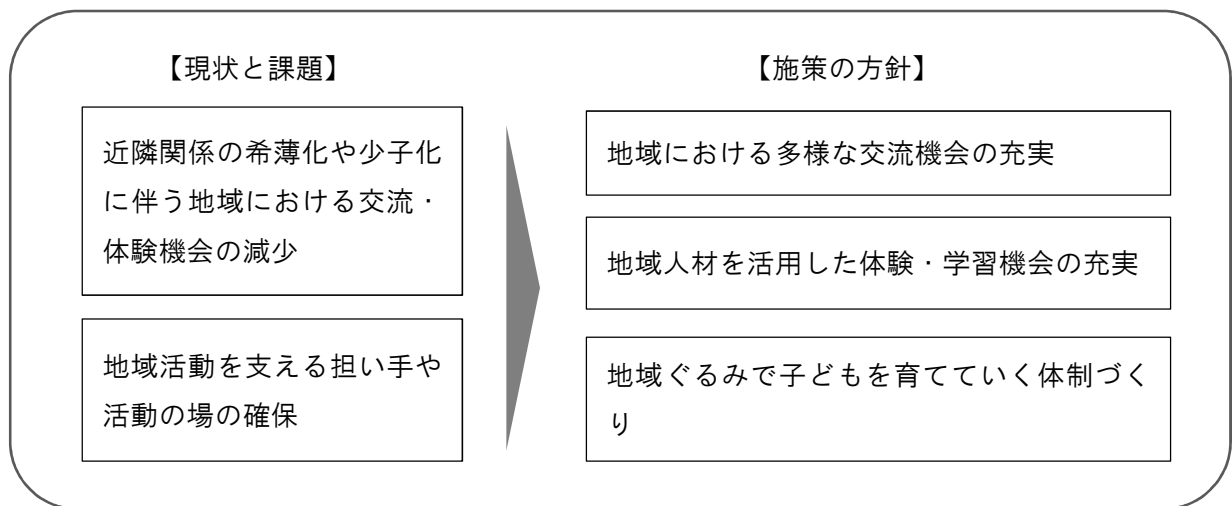 【現状と課題】
近隣関係の希薄化や少子化
に伴う地域における交流・
体験機会の減少
地域活動を支える担い手や
活動の場の確保
【施策の方針】
地域における多様な交流機会の充実
地域人材を活用した体験・学習機会の充実
地域ぐるみで子どもを育てていく体制づく
り